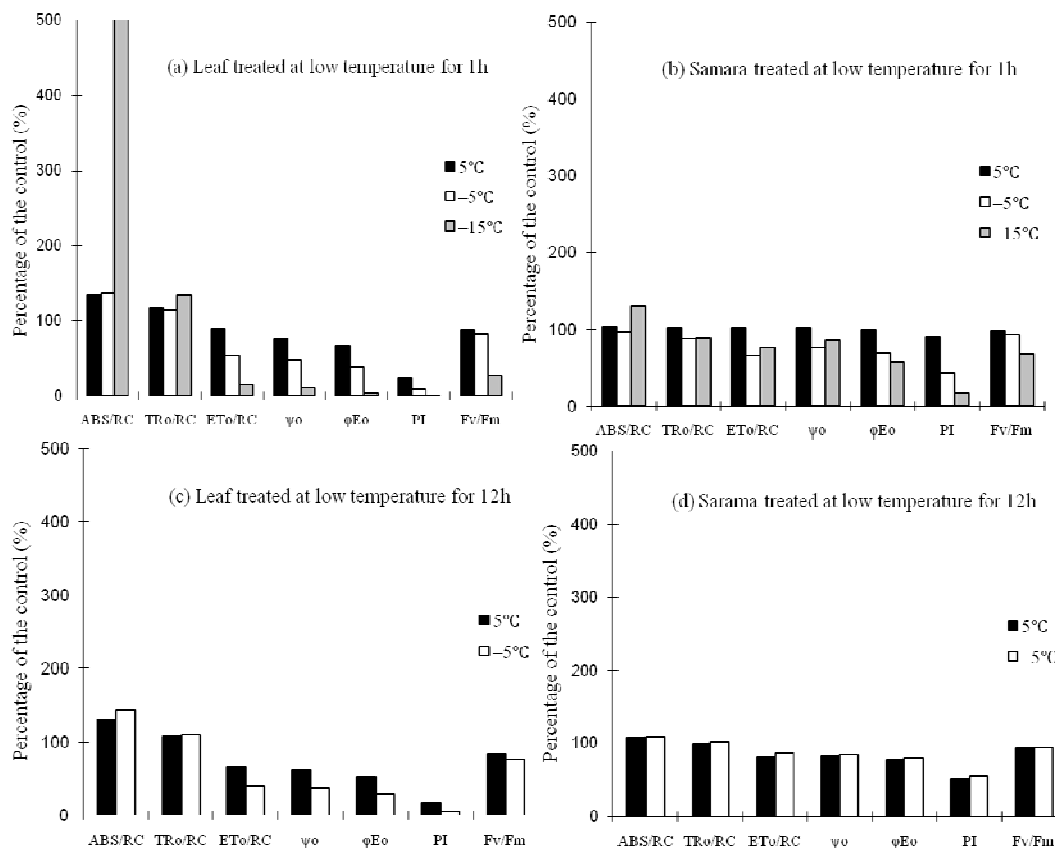 500
400
300
200
100
0
Percentage of the control (%)
(a) Leaf treated at low temperature for 1h
5℃
–5℃
–15℃
ABS/RC TRo/RC ETo/RC ψo φEo PI Fv/Fm
500
400
300
200
100
0
Percentage of the control (%)
(b) Samara treated at low temperature for 1h
5℃
–5℃
15℃
ABS/RC TRo/RC ETo/RC ψo φEo PI Fv/Fm
500
400
300
200
100
0
Percentage of the control (%)
(c) Leaf treated at low temperature for 12h
5℃
–5℃
ABS/RC TRo/RC ETo/RC ψo φEo PI Fv/Fm
500
400
300
200
100
0
Percentage of the control (%)
(d) Sarama treated at low temperature for 12h
5℃
5℃
ABS/RC TRo/RC ETo/RC ψo φEo PI Fv/Fm